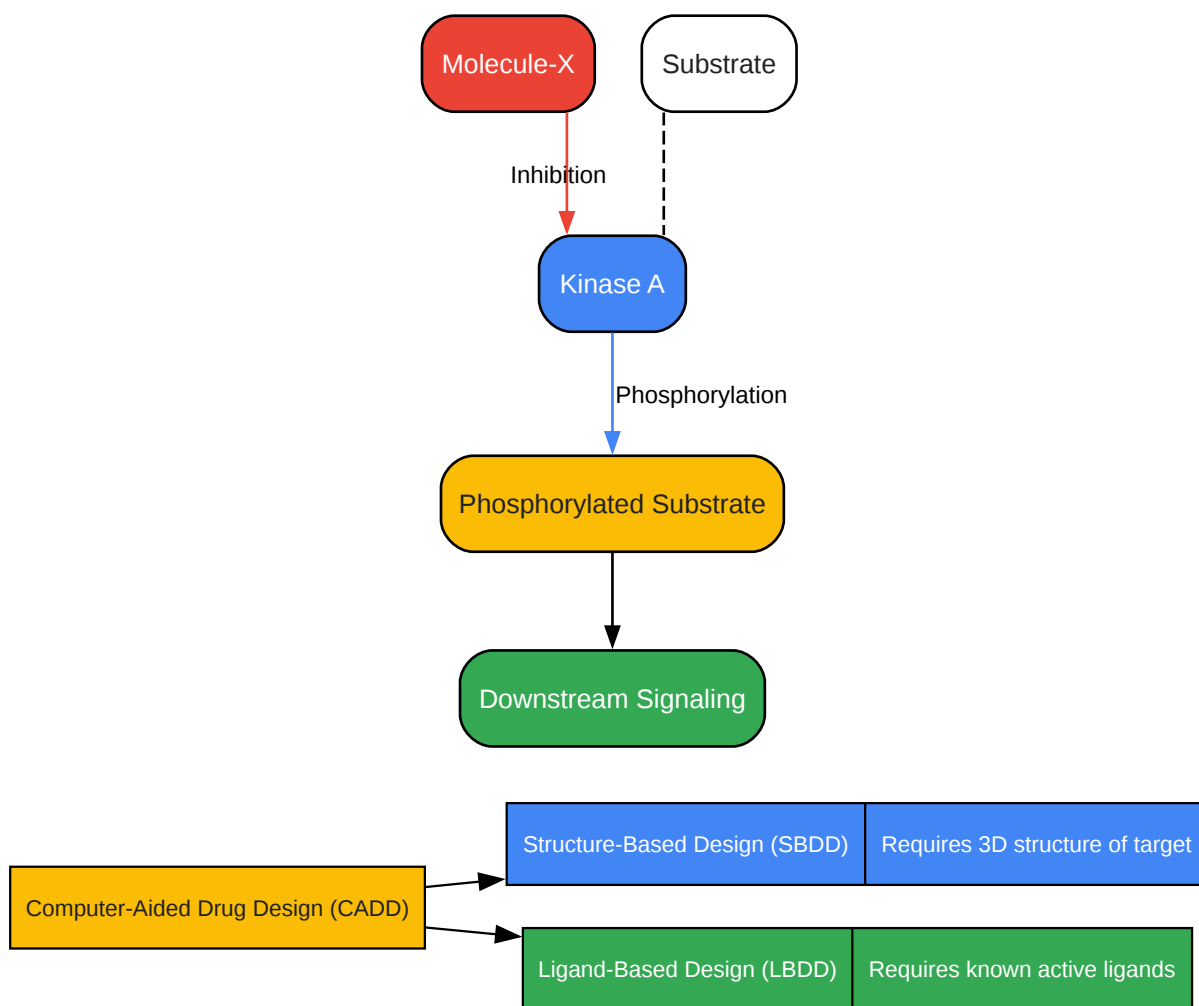 Molecule-X
Substrate
Inhibition
Kinase A
Phosphorylation
Phosphorylated Substrate
Downstream Signaling
Structure-Based Design (SBDD)
Requires 3D structure of target
Computer-Aided Drug Design (CADD)
Ligand-Based Design (LBDD)
Requires known active ligands